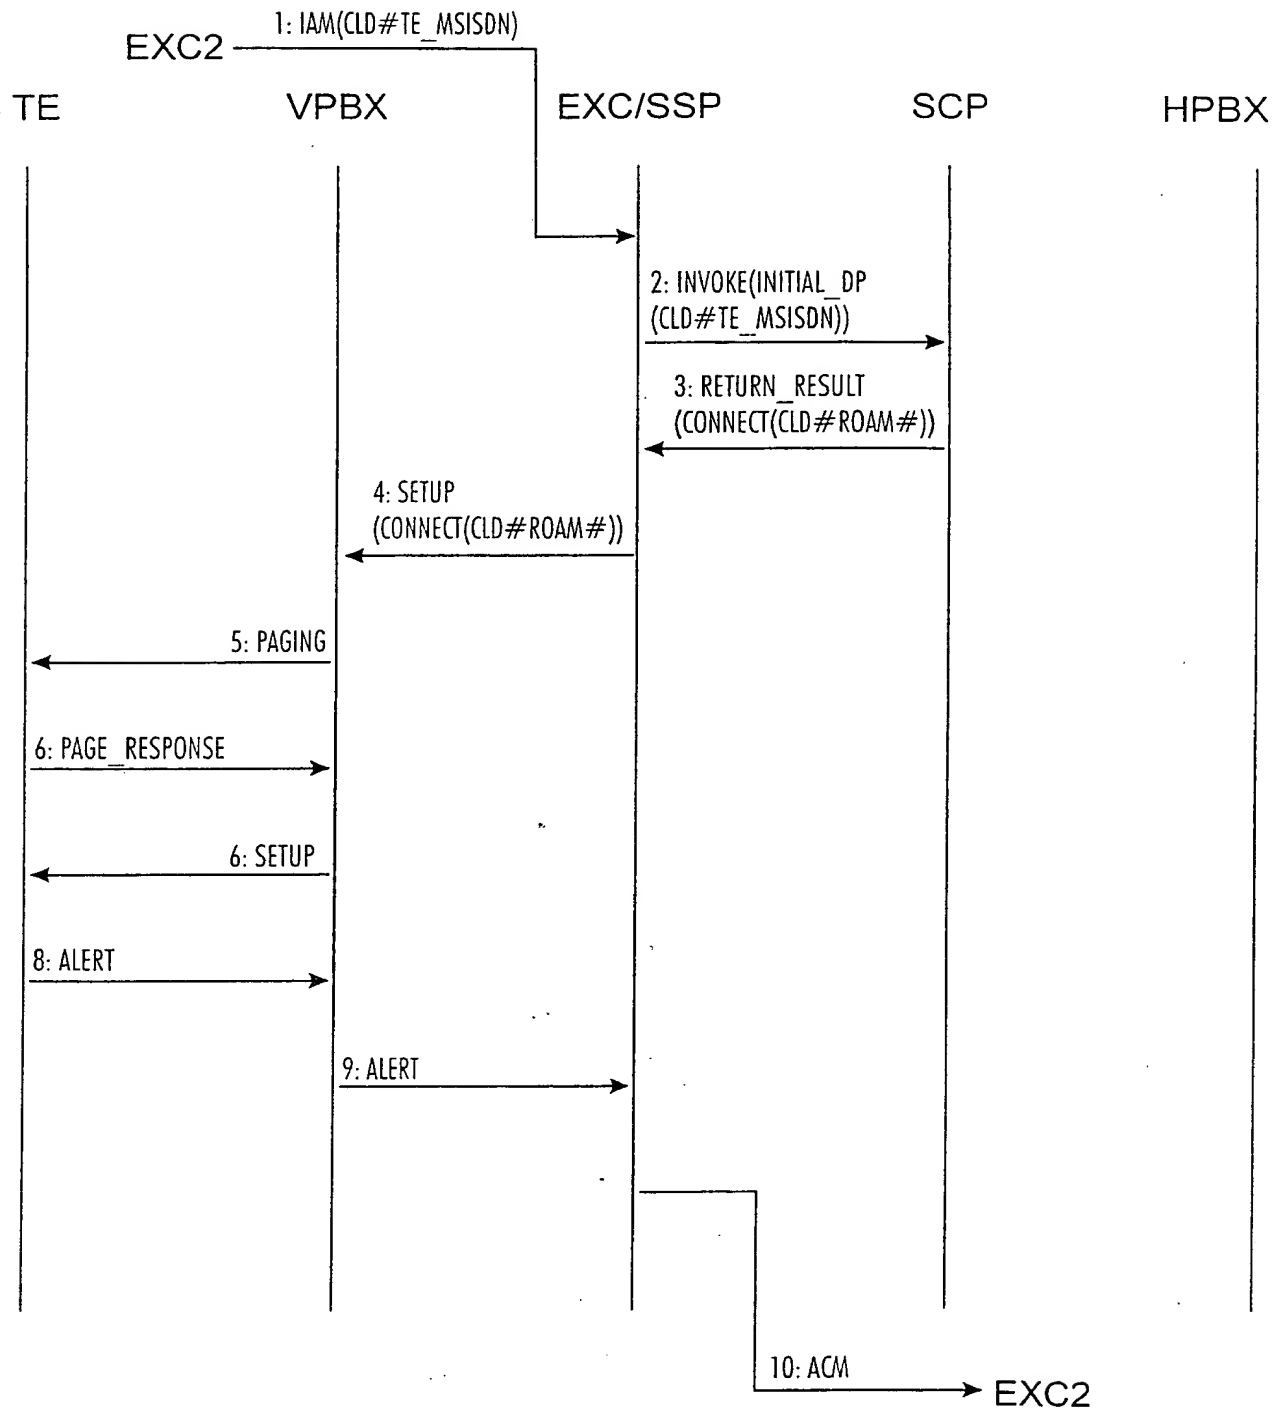 1: IAM(CLD#TE_MSISDN)
EXC2
TE VPBX EXC/SSP SCP HPBX
2: INVOKE(INITIAL_DP
(CLD#TE_MSISDN))
3: RETURN_RESULT
(CONNECT(CLD#ROAM#))
4: SETUP
(CONNECT(CLD#ROAM#))
5: PAGING
6: PAGE_RESPONSE
6: SETUP
8: ALERT
9: ALERT
10: ACM
EXC2